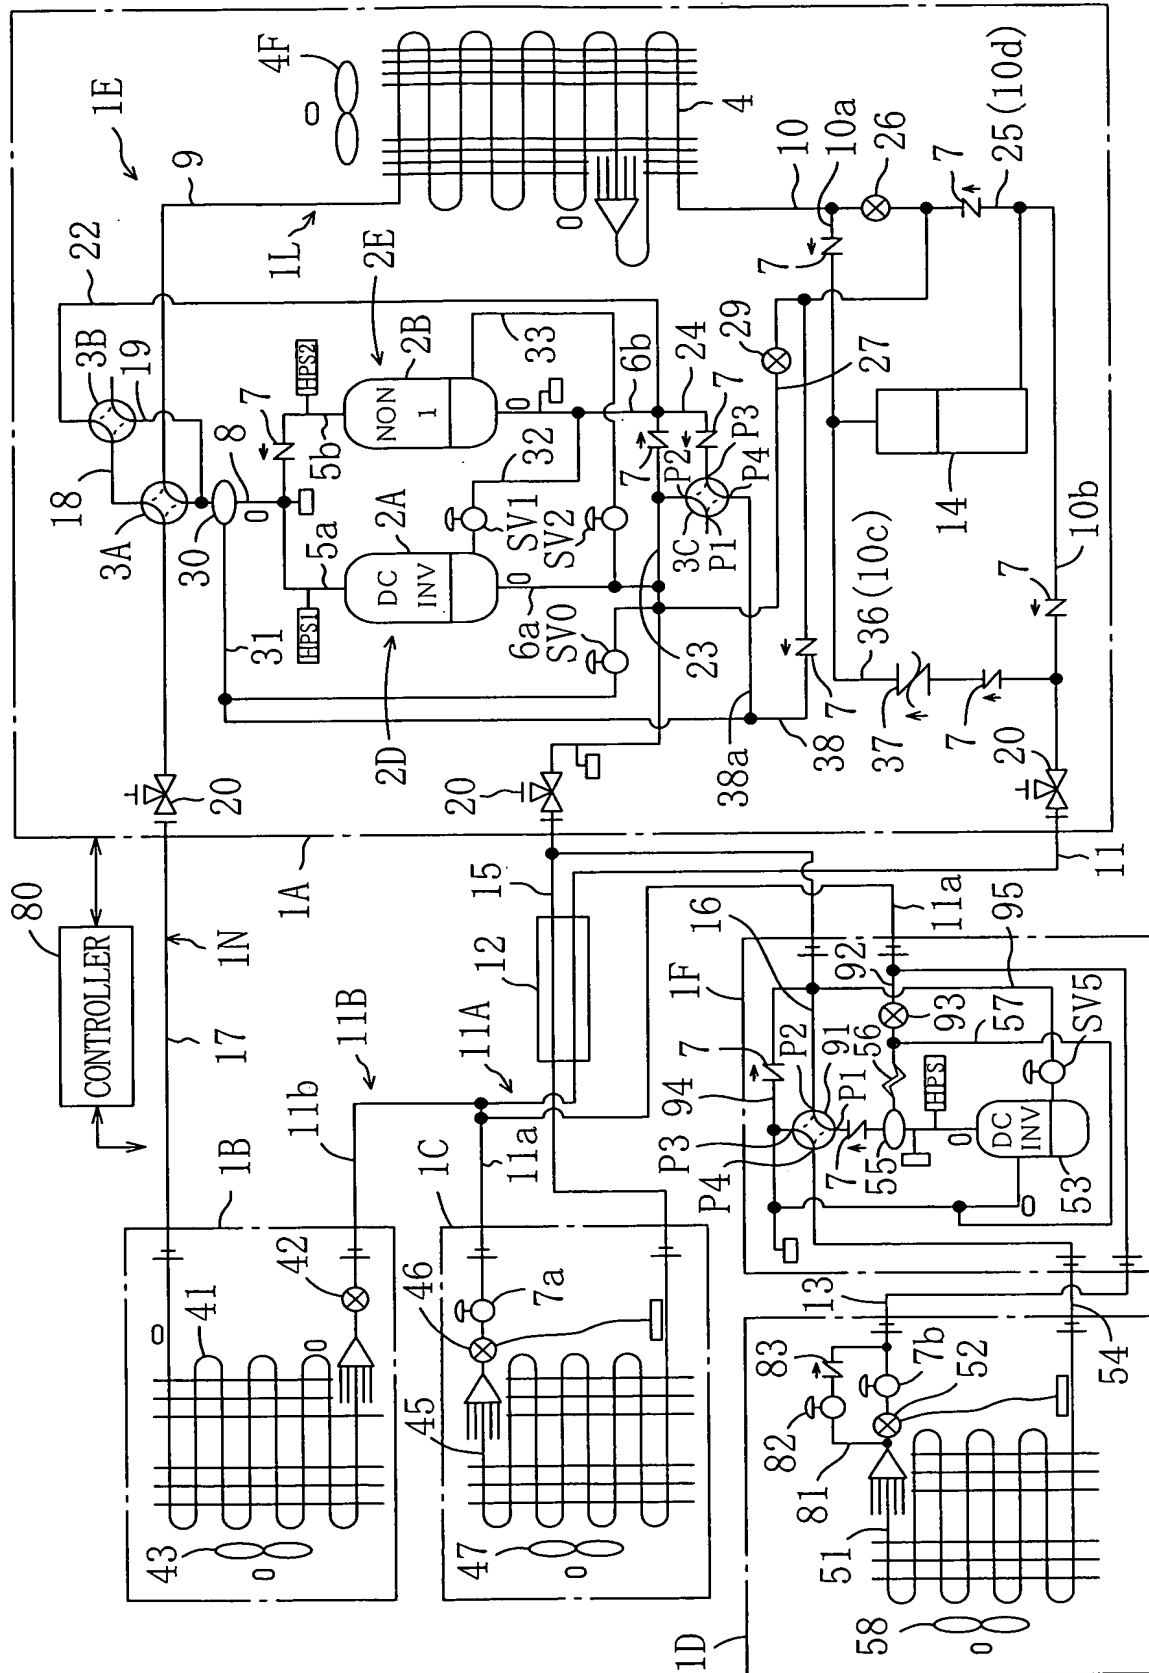 80
CONTROLLER
1E
4F
9
22
3B
19
1L
18
3A
8
7
HPS2
2E
30
5b
5a
HPS1
NON
1
2B
33
31
DC
INV
2A
32
6b
SV1
SV2
24
29
6a
SV0
7
7
P2
P3
27
3C
P4
P1
2D
23
4
10
10a
26
7
7
25(10d)
14
10b
36(10c)
7
37
7
7
38
38a
20
20
20
1A
1N
17
15
16
11
11a
12
1B
11b
11B
11A
11a
1C
41
42
43
46
7a
45
47
1F
7
94
P2
91
P3
P1
P4
7
92
95
93
56
57
55
HPS
SV5
DC
INV
53
13
54
83
7b
52
82
81
51
58
1D